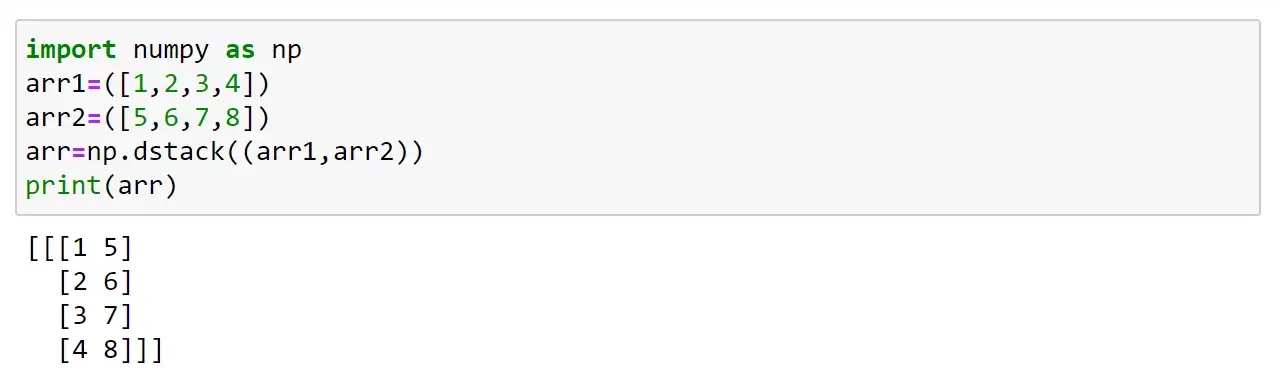 import numpy as np
arr1=([1,2,3,4])
arr2=([5,6,7,8])
arr=np.dstack((arr1,arr2))
print(arr)
[[[1 5]
  [2 6]
  [3 7]
  [4 8]]]